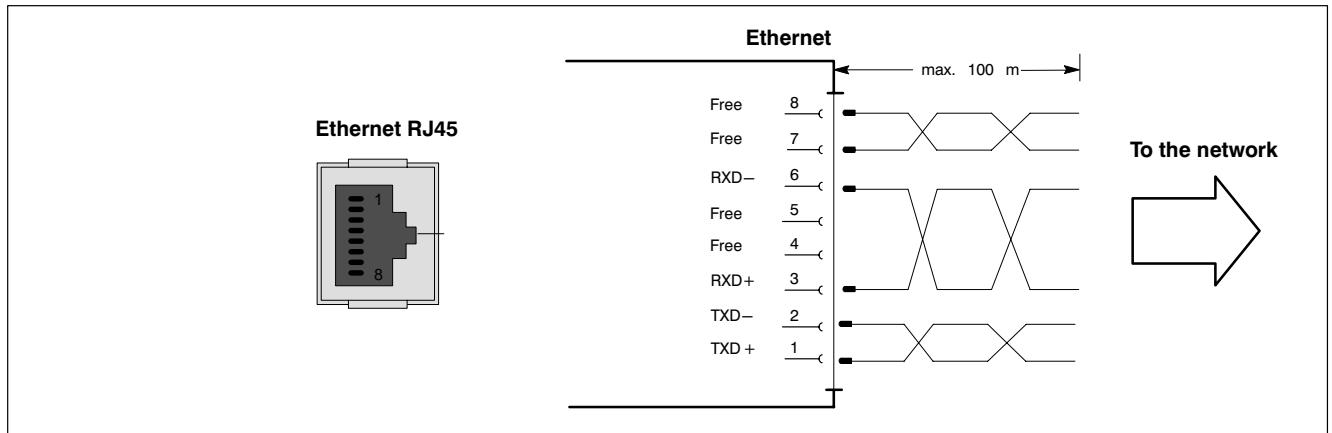 Ethernet
max. 100 m
Ethernet RJ45
1
8
Free 8
Free 7
RXD− 6
Free 5
Free 4
RXD+ 3
TXD− 2
TXD + 1
To the network